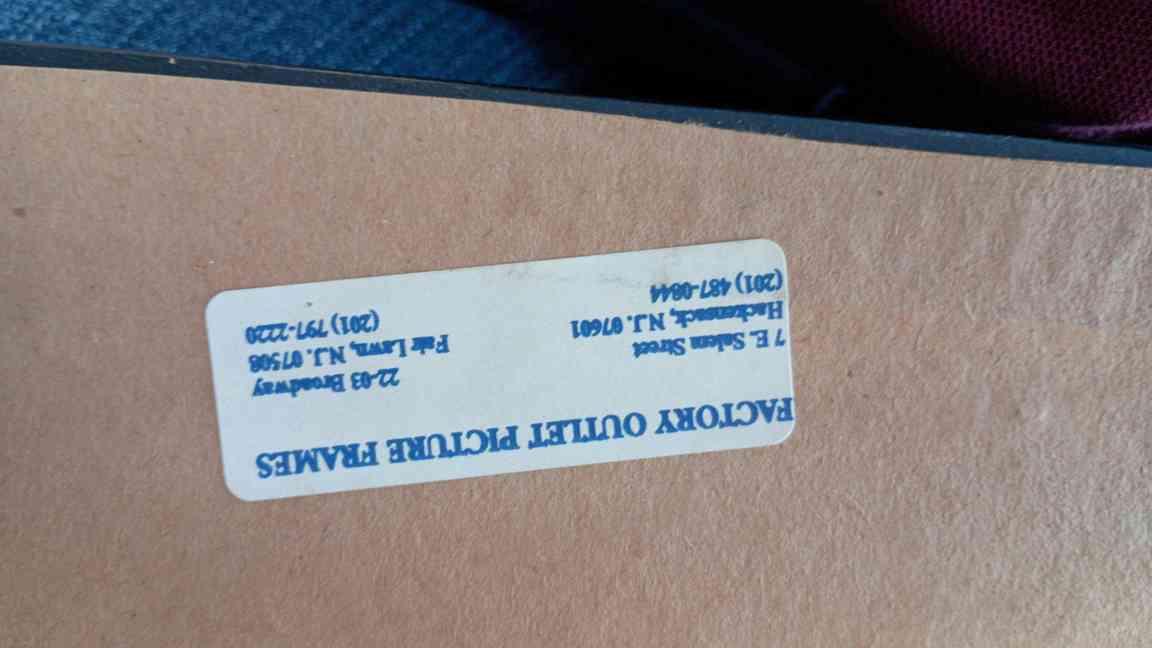 FACTORY OUTLET PICTURE FRAMES
7 E. Salem Street
Hackensack, N.J. 07601
(201) 487-0844
22-03 Broadway
Fair Lawn, N.J. 07508
(201) 797-2220